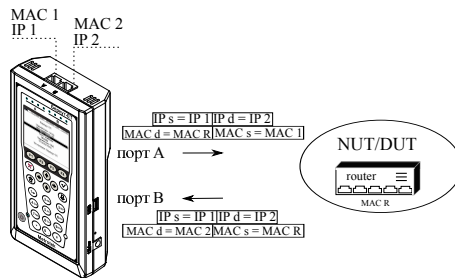 MAC 1
IP 1
MAC 2
IP 2
IP s = IP 1 IP d = IP 2
MAC d = MAC R MAC s = MAC 1
порт A
NUT/DUT
router
MAC R
порт B
IP s = IP 1 IP d = IP 2
MAC d = MAC 2 MAC s = MAC R